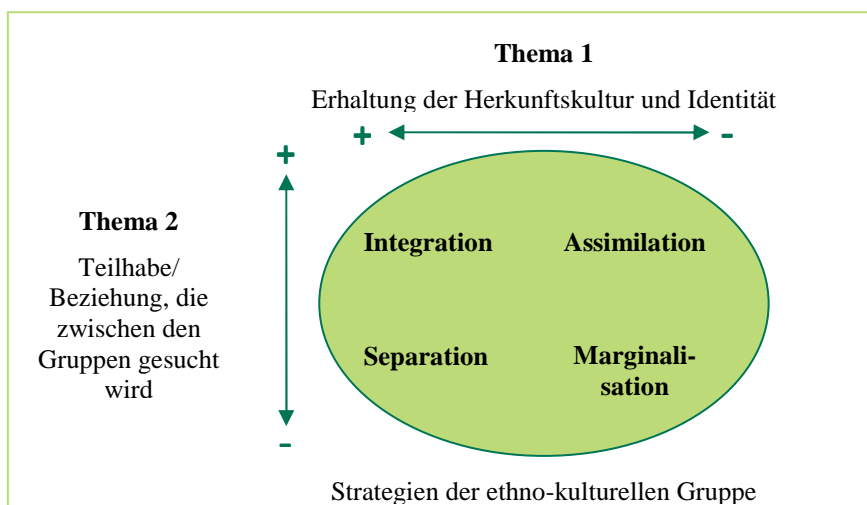 Thema 1
Erhaltung der Herkunftskultur und Identität
+ -
+
Thema 2
Teilhabe/
Beziehung, die
zwischen den
Gruppen gesucht
wird
-
Integration Assimilation
Separation Marginali-
sation
Strategien der ethno-kulturellen Gruppe